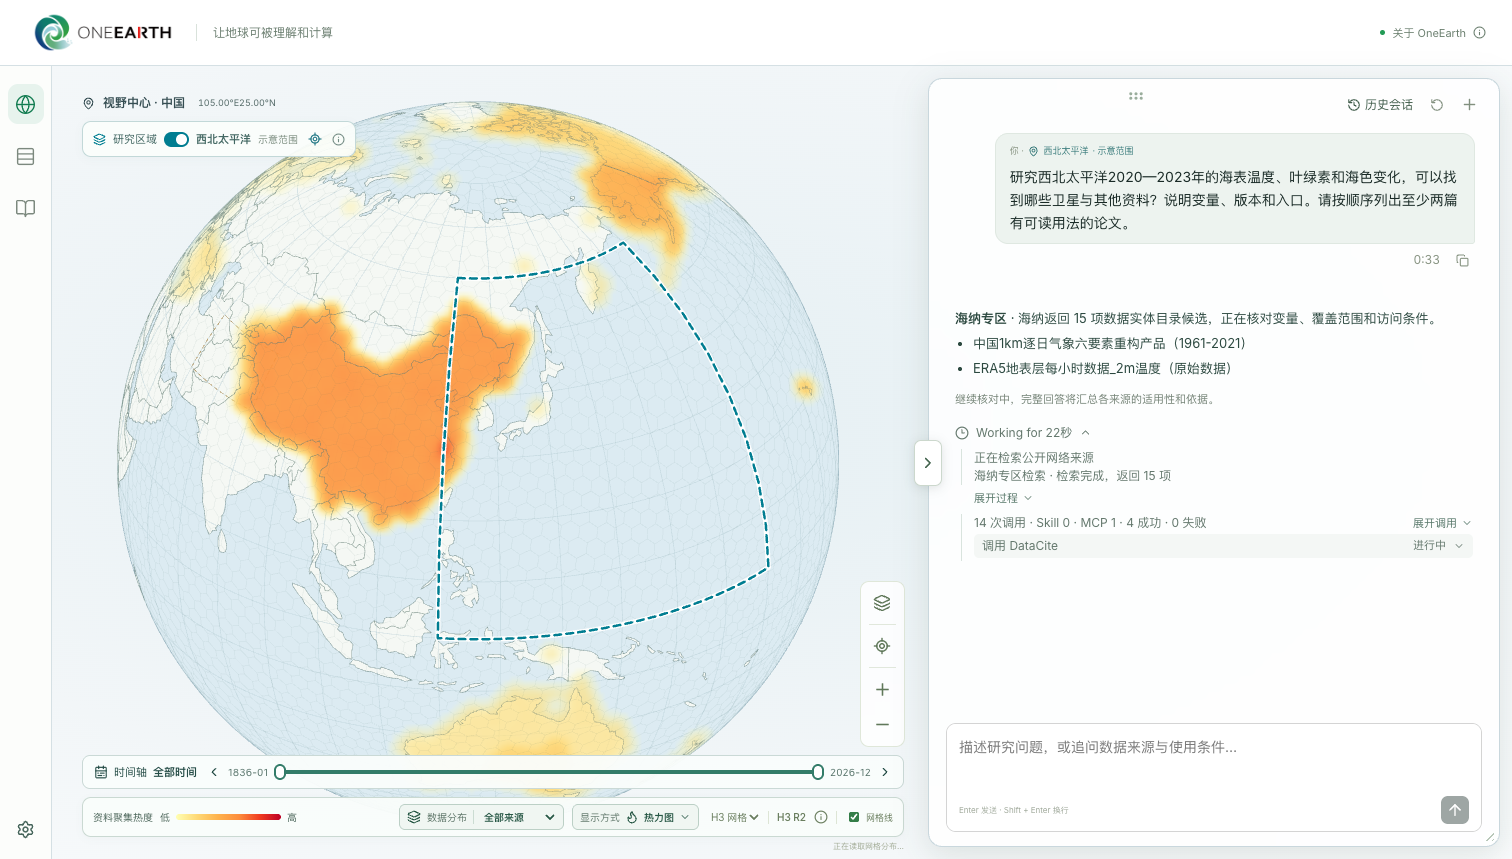 ONEEARTH
让地球可被理解和计算
关于 OneEarth
视野中心 · 中国 105.00°E25.00°N
研究区域 西北太平洋 示意范围
历史会话
你 · 西北太平洋 · 示意范围
研究西北太平洋2020—2023年的海表温度、叶绿素和海色变化，可以找
到哪些卫星与其他资料？说明变量、版本和入口。请按顺序列出至少两篇
有可读用法的论文。
0:33
海纳专区 · 海纳返回 15 项数据实体目录候选，正在核对变量、覆盖范围和访问条件。
• 中国1km逐日气象六要素重构产品（1961-2021）
• ERA5地表层每小时数据_2m温度（原始数据）
继续核对中，完整回答将汇总各来源的适用性和依据。
Working for 22秒
正在检索公开网络来源
海纳专区检索 · 检索完成，返回 15 项
展开过程
14 次调用 · Skill 0 · MCP 1 · 4 成功 · 0 失败 展开调用
调用 DataCite 进行中
描述研究问题，或追问数据来源与使用条件...
Enter 发送 · Shift + Enter 换行
时间轴 全部时间 1836-01 2026-12
资料聚集热度 低 高 数据分布 全部来源 显示方式 热力图 H3 网格 H3 R2 网格线
正在读取网格分布...